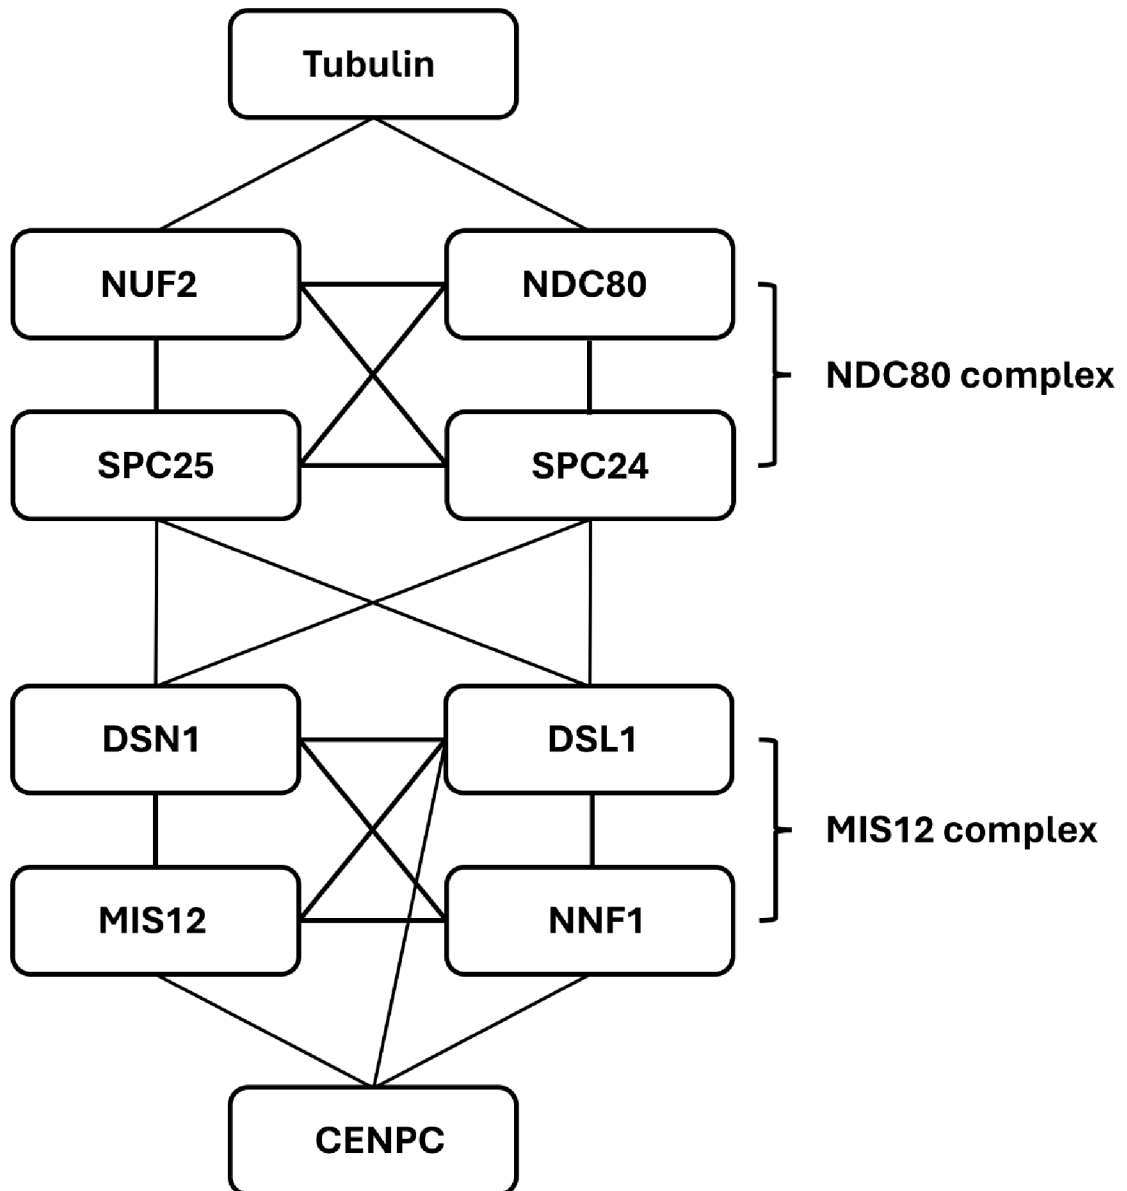 Tubulin
NUF2
NDC80
NDC80 complex
SPC25
SPC24
DSN1
DSL1
MIS12 complex
MIS12
NNF1
CENPC